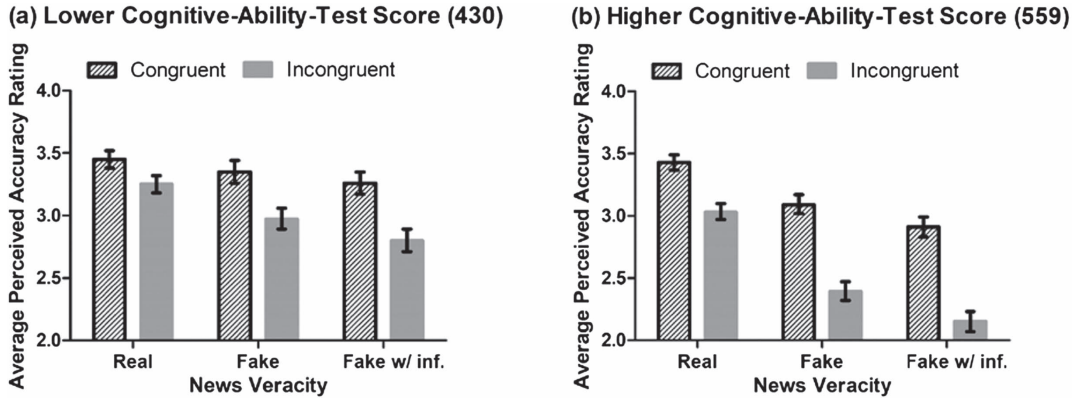 (a) Lower Cognitive-Ability-Test Score (430)
Congruent Incongruent
Average Perceived Accuracy Rating
4.0
3.5
3.0
2.5
2.0
Real Fake Fake w/ inf.
News Veracity
(b) Higher Cognitive-Ability-Test Score (559)
Congruent Incongruent
Average Perceived Accuracy Rating
4.0
3.5
3.0
2.5
2.0
Real Fake Fake w/ inf.
News Veracity